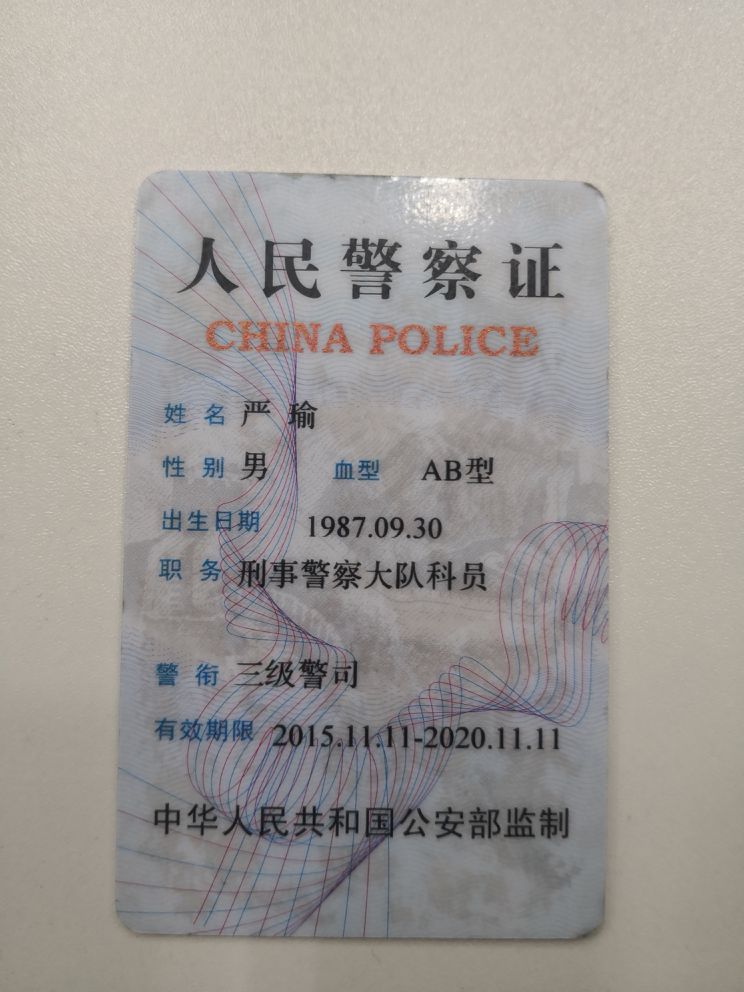 人民警察证
CHINA POLICE
姓 名 严 瑜
性 别 男 血型 AB型
出生日期 1987.09.30
职 务 刑事警察大队科员
警 衔 三级警司
有效期限 2015.11.11-2020.11.11
中华人民共和国公安部监制